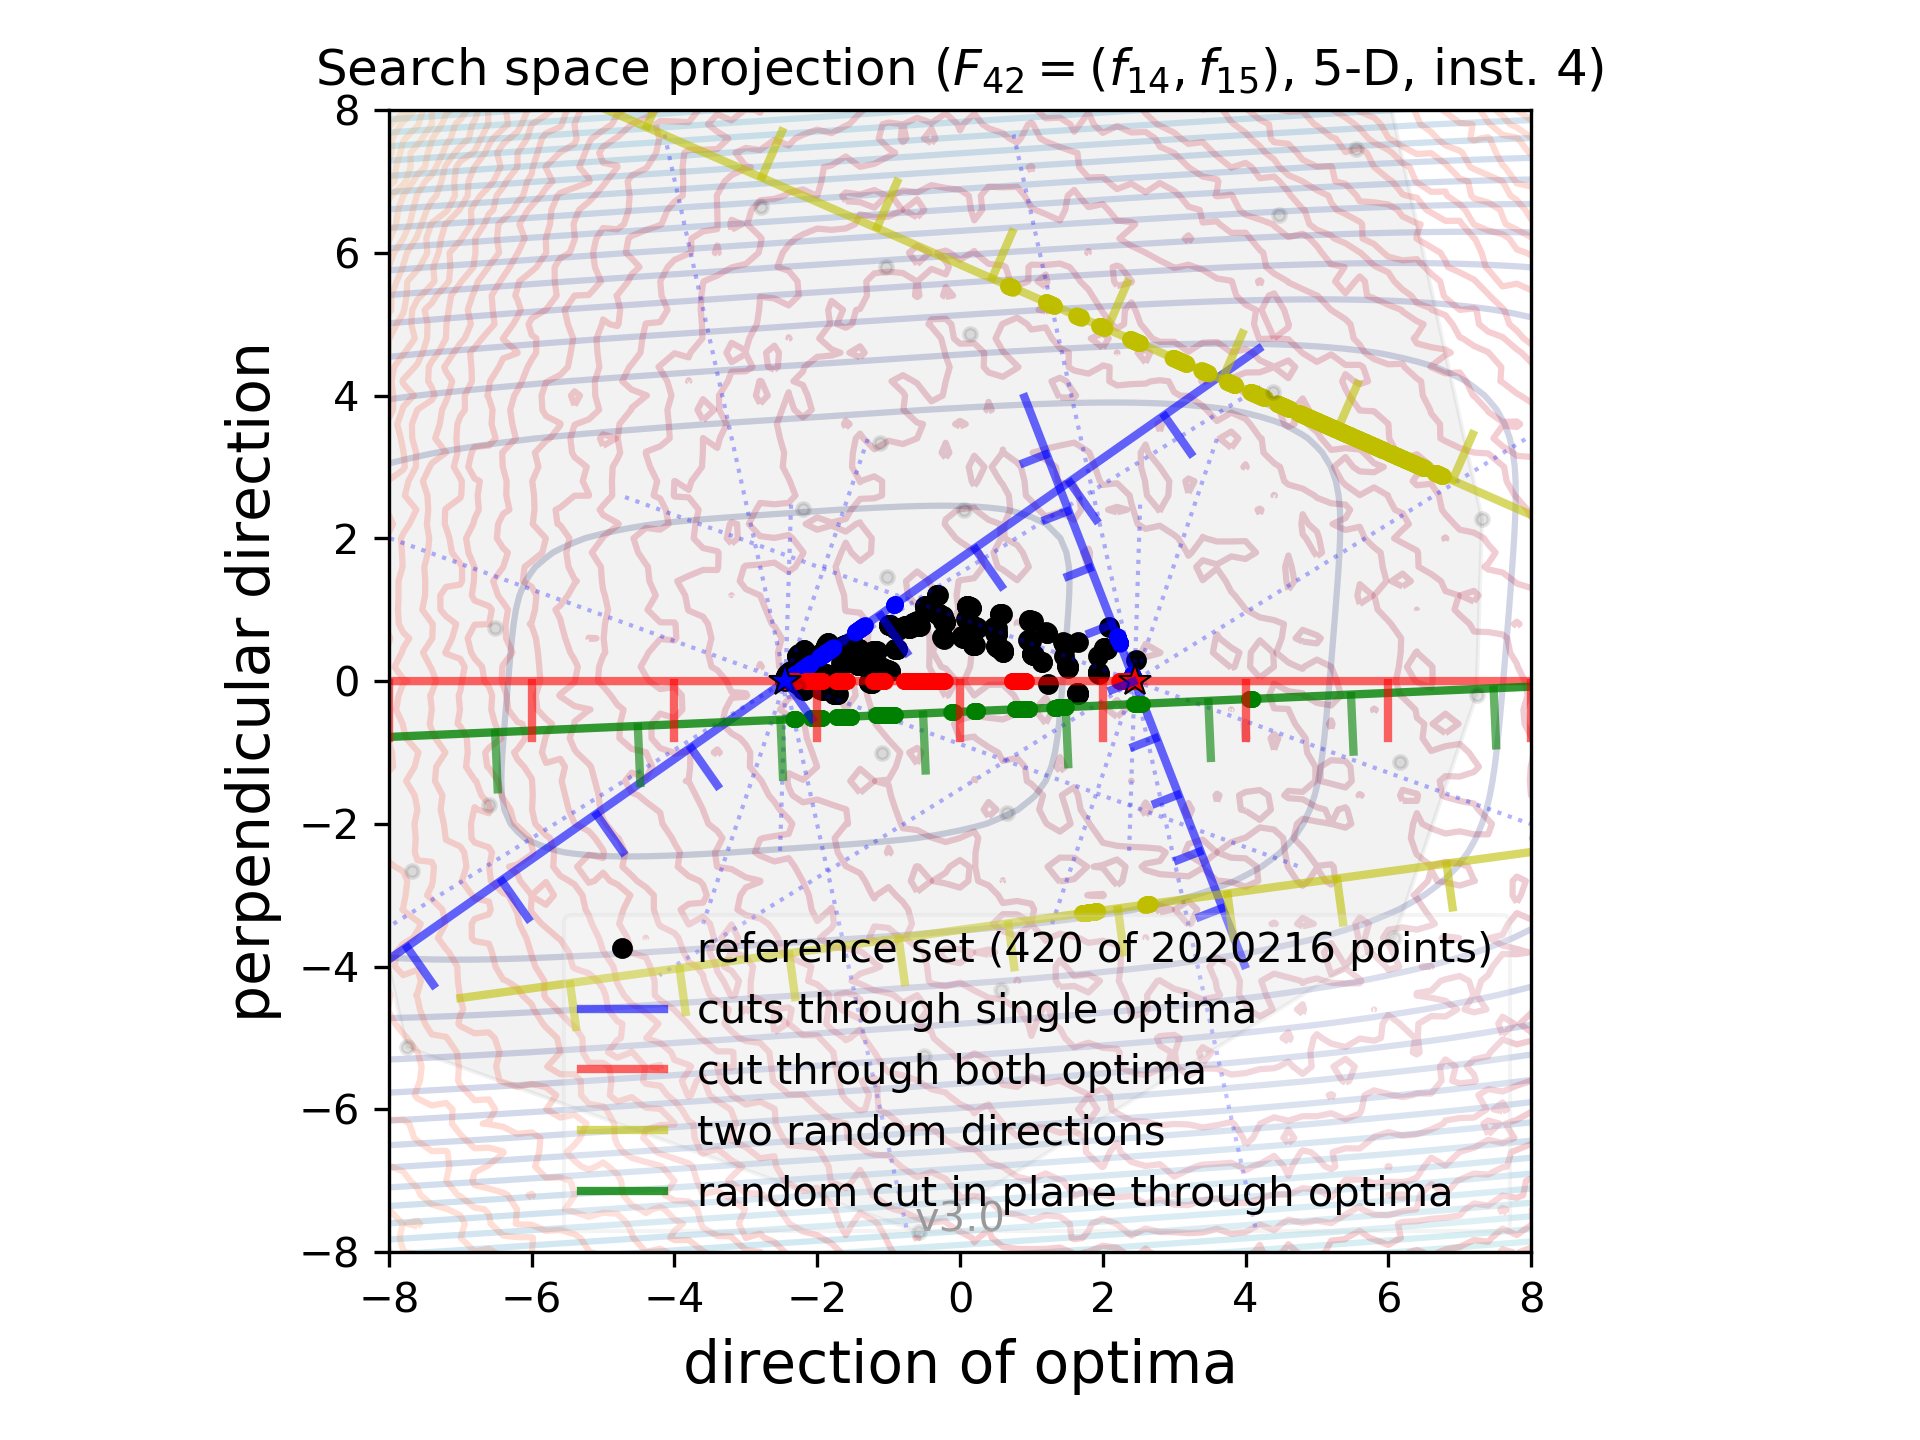 Search space projection (F₄₂ = (f₁₄, f₁₅), 5-D, inst. 4)
8
6
4
2
0
−2
−4
−6
−8
perpendicular direction
reference set (420 of 2020216 points)
cuts through single optima
cut through both optima
two random directions
random cut in plane through optima
v3.0
−8 −6 −4 −2 0 2 4 6 8
direction of optima